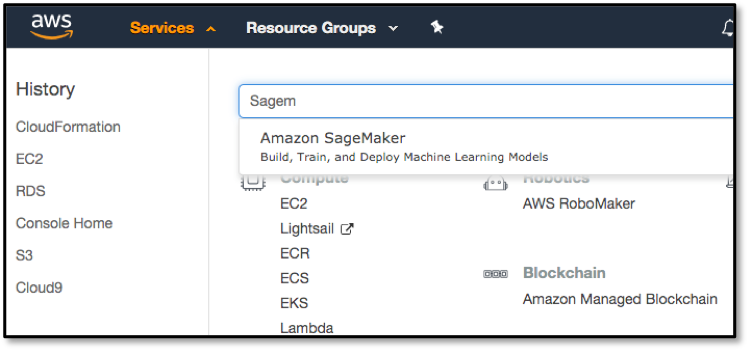 aws
Services
Resource Groups
History
CloudFormation
EC2
RDS
Console Home
S3
Cloud9
Sagem
Amazon SageMaker
Build, Train, and Deploy Machine Learning Models
Compute
EC2
Lightsail
ECR
ECS
EKS
Lambda
Robotics
AWS RoboMaker
Blockchain
Amazon Managed Blockchain